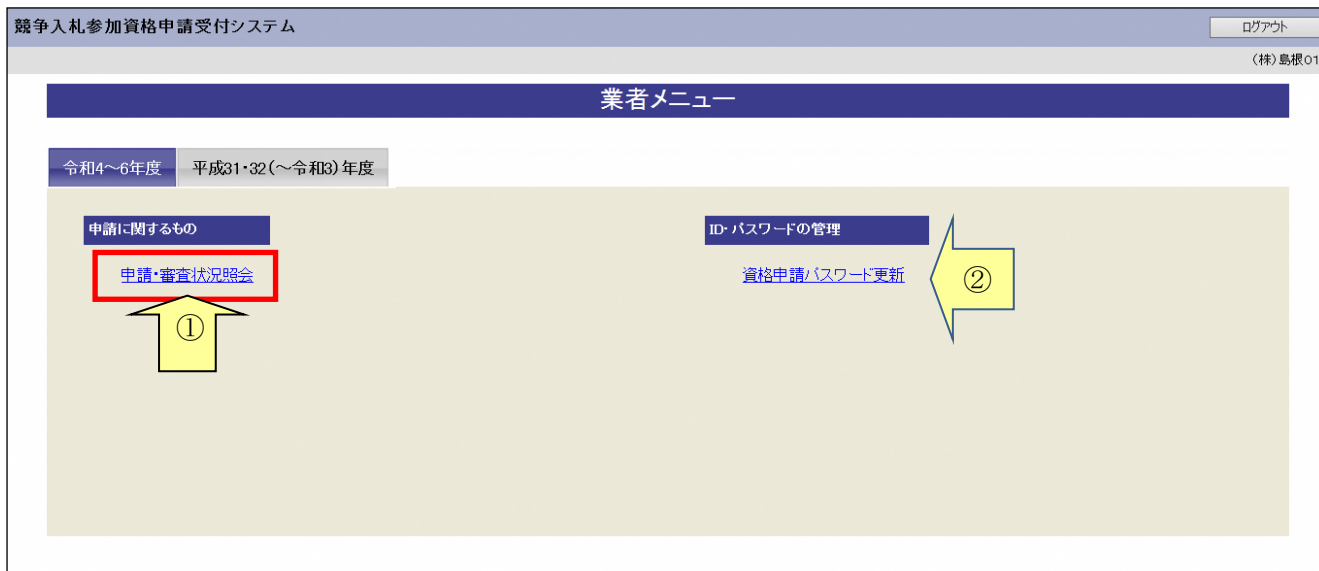 競争入札参加資格申請受付システム
ログアウト
(株)島根01
業者メニュー
令和4～6年度
平成31・32(～令和3)年度
申請に関するもの
ID・パスワードの管理
申請・審査状況照会
資格申請パスワード更新
②
①